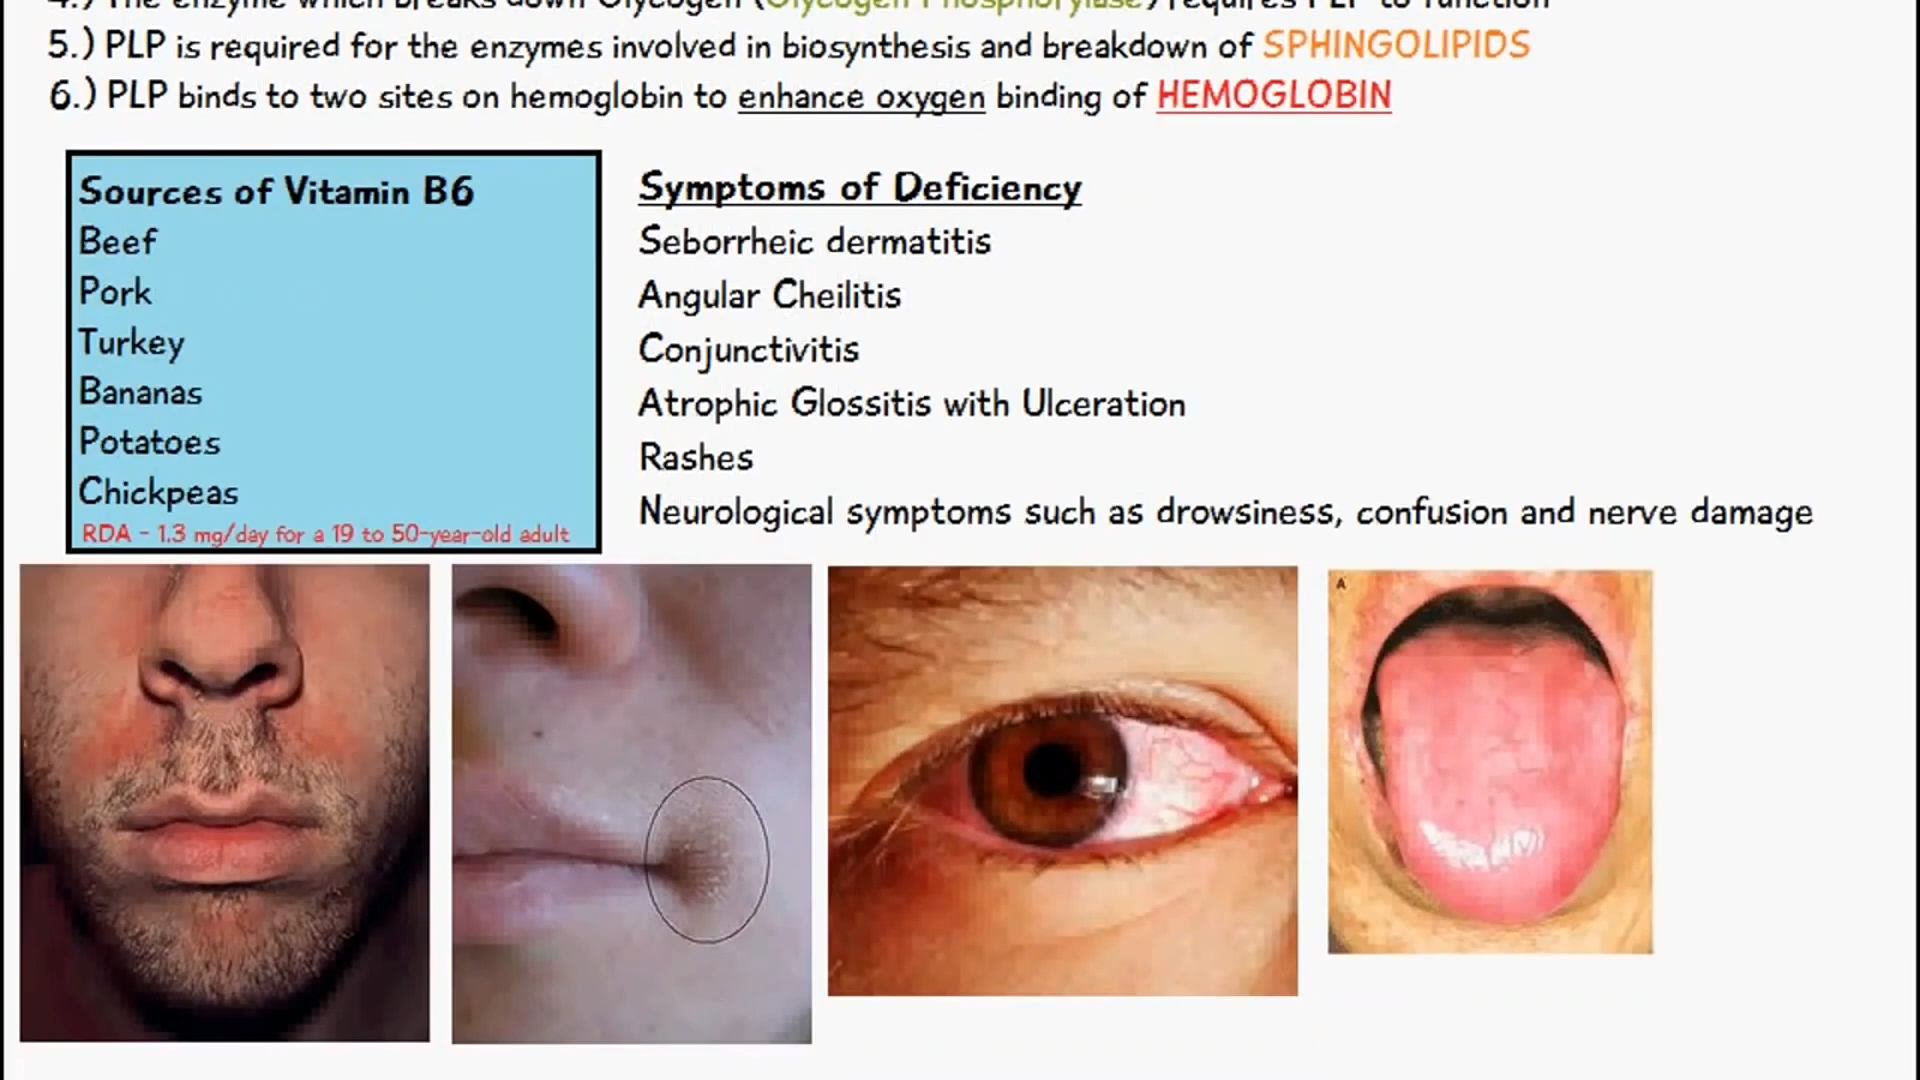 4.) The enzyme which breaks down Glycogen (Glycogen Phosphorylase) requires PLP to function
5.) PLP is required for the enzymes involved in biosynthesis and breakdown of SPHINGOLIPIDS
6.) PLP binds to two sites on hemoglobin to enhance oxygen binding of HEMOGLOBIN
Sources of Vitamin B6
Beef
Pork
Turkey
Bananas
Potatoes
Chickpeas
RDA - 1.3 mg/day for a 19 to 50-year-old adult
Symptoms of Deficiency
Seborrheic dermatitis
Angular Cheilitis
Conjunctivitis
Atrophic Glossitis with Ulceration
Rashes
Neurological symptoms such as drowsiness, confusion and nerve damage
A